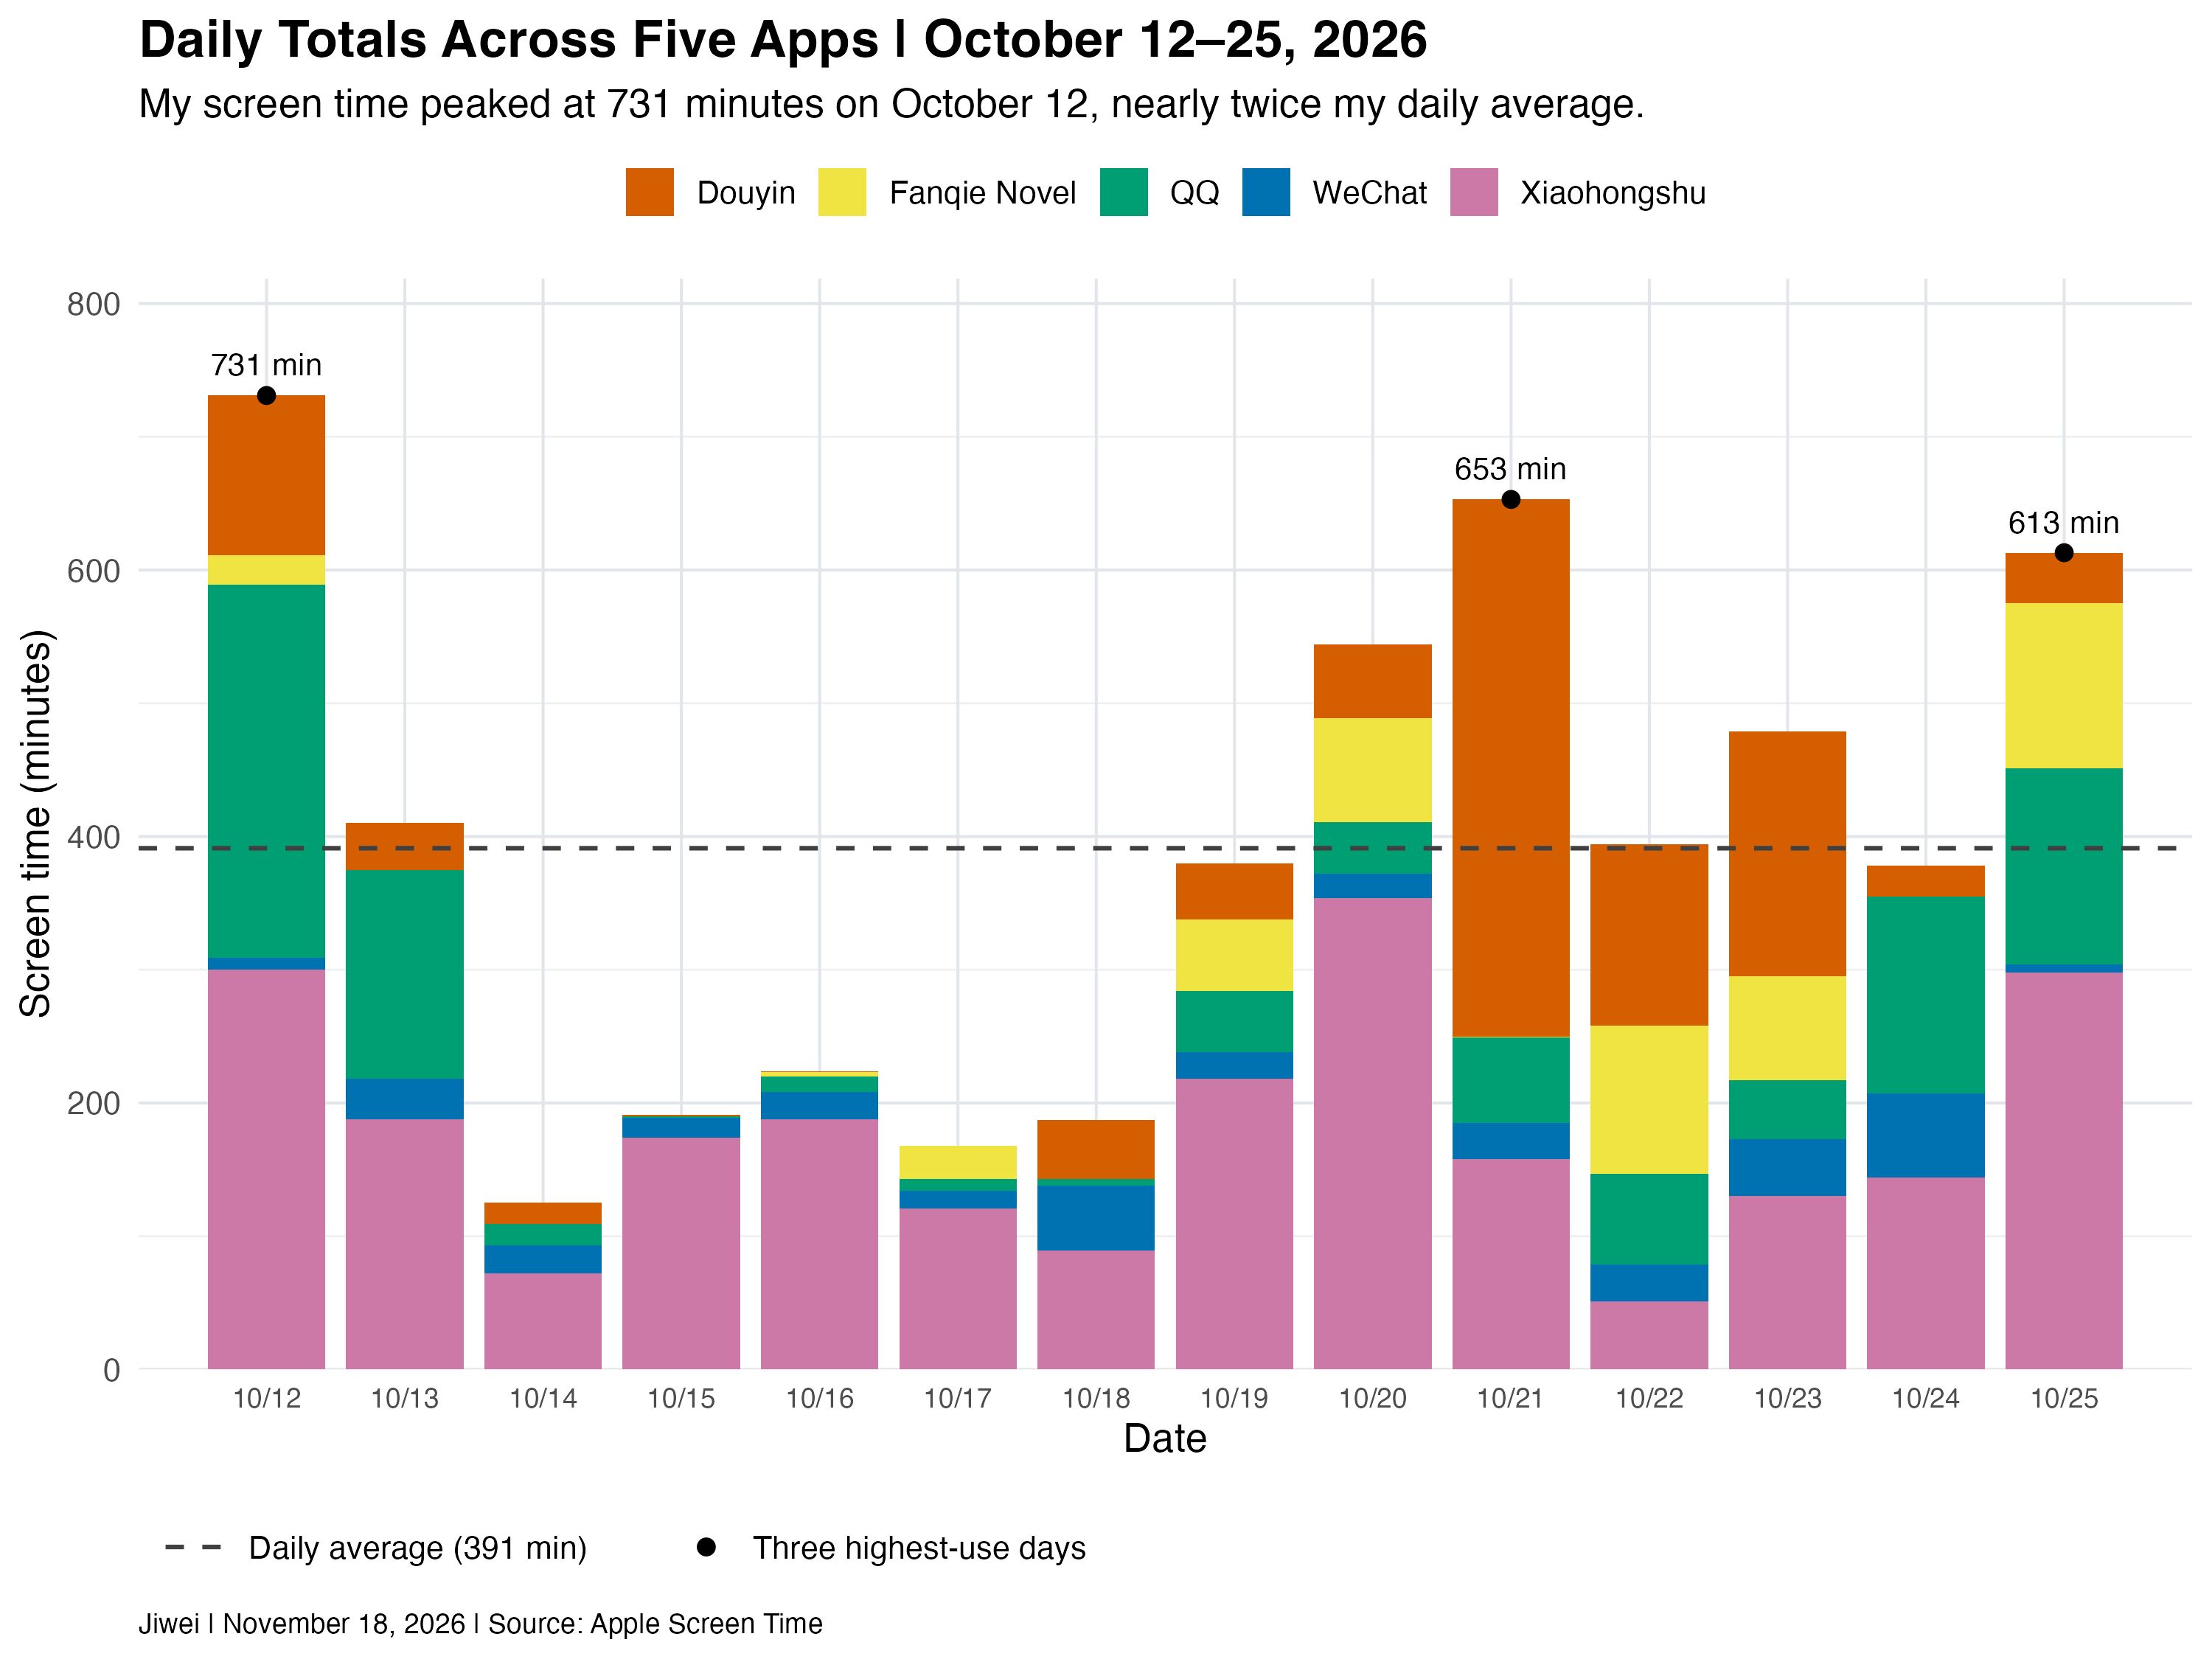 Daily Totals Across Five Apps | October 12–25, 2026
My screen time peaked at 731 minutes on October 12, nearly twice my daily average.
Douyin Fanqie Novel QQ WeChat Xiaohongshu
Screen time (minutes)
800
600
400
200
0
731 min
653 min
613 min
10/12 10/13 10/14 10/15 10/16 10/17 10/18 10/19 10/20 10/21 10/22 10/23 10/24 10/25
Date
Daily average (391 min) Three highest-use days
Jiwei | November 18, 2026 | Source: Apple Screen Time